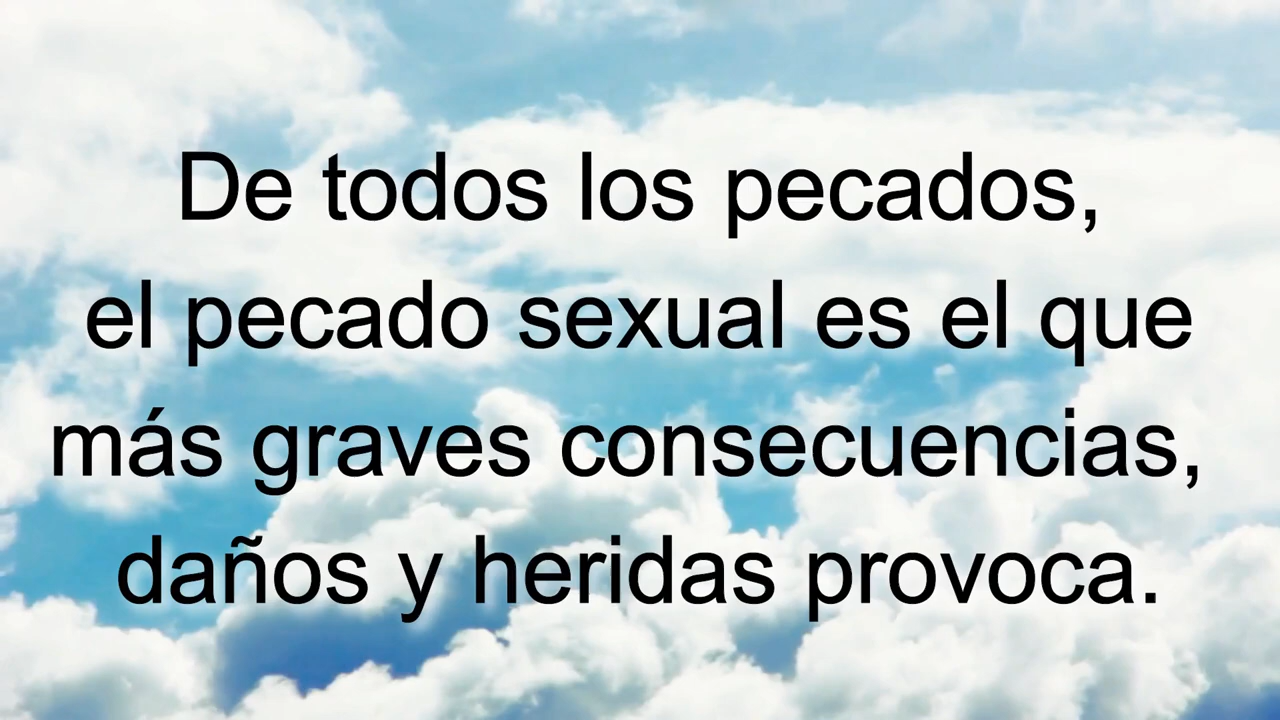 De todos los pecados,
el pecado sexual es el que
más graves consecuencias,
daños y heridas provoca.